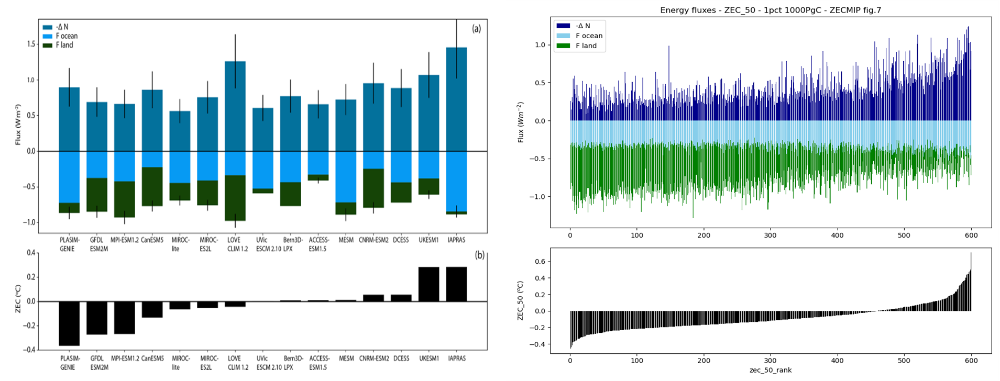 -Δ N
F ocean
F land
(a)
1.5
1.0
0.5
0.0
−0.5
−1.0
Flux (Wm⁻²)
PLASIM-
GENIE
GFDL
ESM2M
MPI-ESM1.2
CanESM5
MIROC-
lite
MIROC-
ES2L
LOVE
CLIM 1.2
UVic
ESCM 2.10
Bern3D-
LPX
ACCESS-
ESM1.5
MESM
CNRM-ESM2
DCESS
UKESM1
IAPRAS
(b)
0.4
0.2
0.0
−0.2
−0.4
ZEC (°C)
PLASIM-
GENIE
GFDL
ESM2M
MPI-ESM1.2
CanESM5
MIROC-
lite
MIROC-
ES2L
LOVE
CLIM 1.2
UVic
ESCM 2.10
Bern3D-
LPX
ACCESS-
ESM1.5
MESM
CNRM-ESM2
DCESS
UKESM1
IAPRAS
Energy fluxes - ZEC_50 - 1pct 1000PgC - ZECMIP fig.7
-Δ N
F ocean
F land
1.0
0.5
0.0
−0.5
−1.0
Flux (Wm⁻²)
0 100 200 300 400 500 600
0.6
0.4
0.2
0.0
−0.2
−0.4
ZEC_50 (°C)
0 100 200 300 400 500 600
zec_50_rank